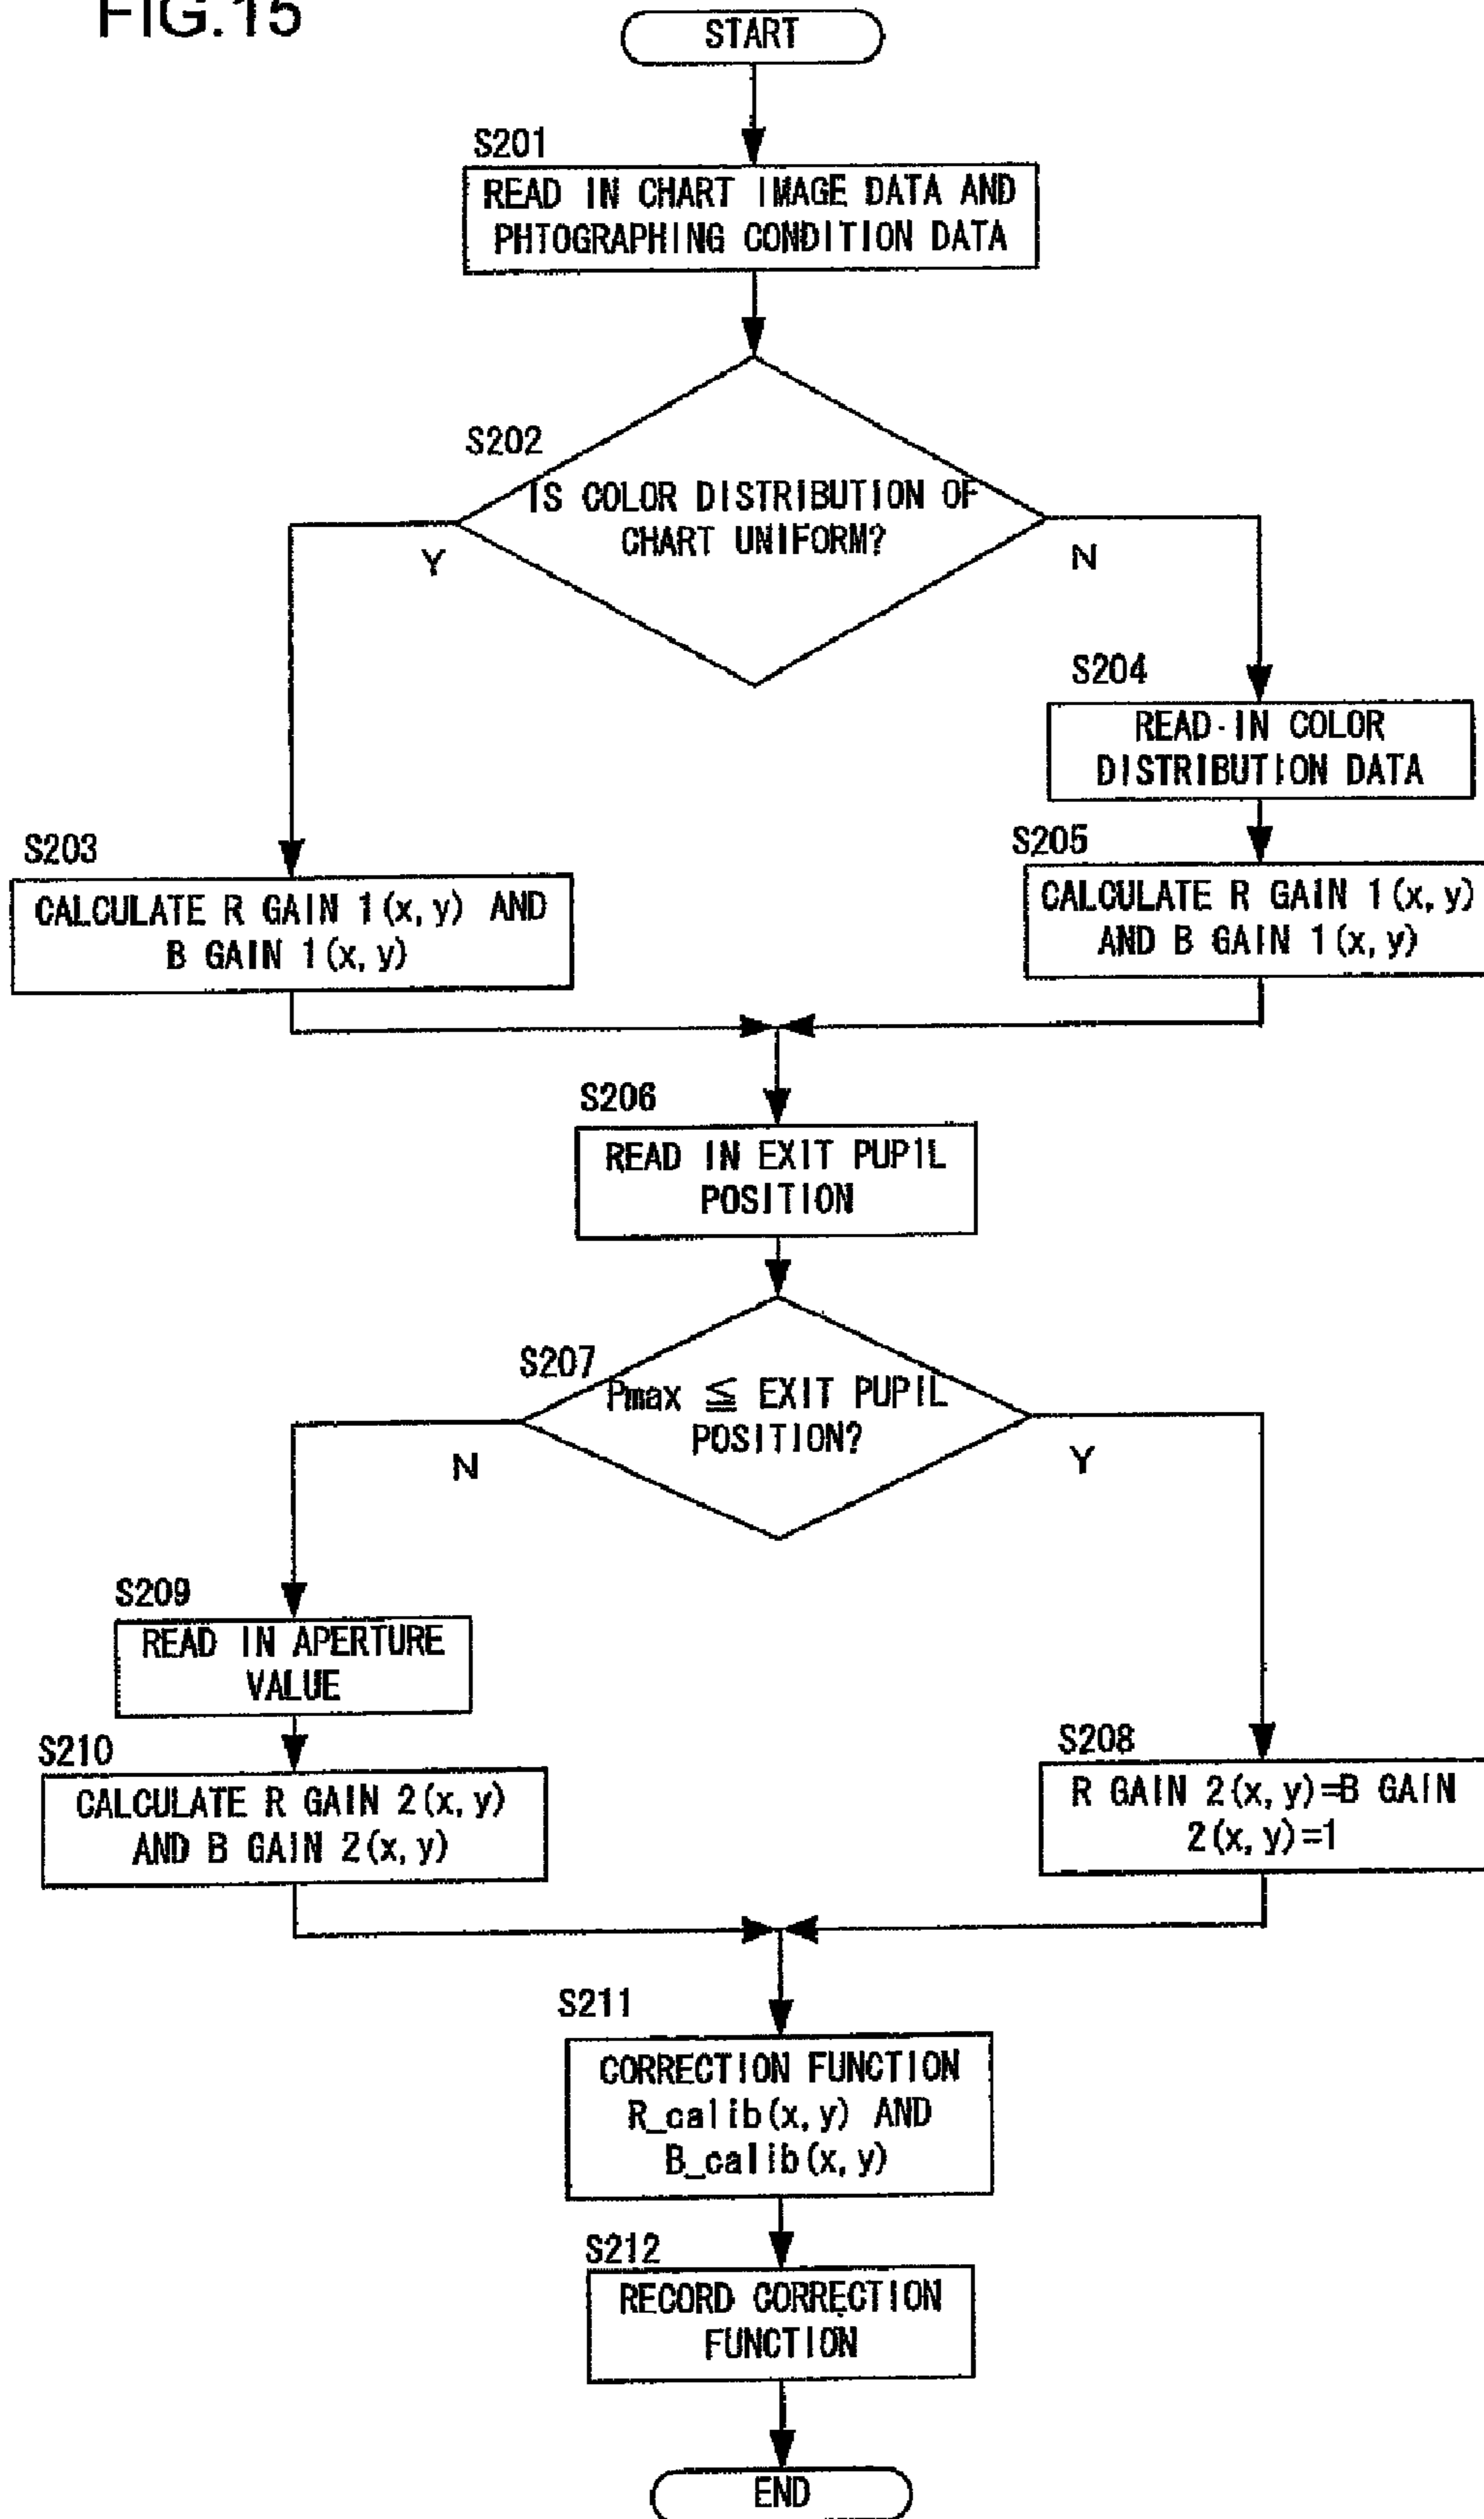 FIG.15
START
S201
READ IN CHART IMAGE DATA AND
PHTOGRAPHING CONDITION DATA
S202
IS COLOR DISTRIBUTION OF
CHART UNIFORM?
Y
N
S204
READ-IN COLOR
DISTRIBUTION DATA
S203
CALCULATE R GAIN 1(x, y) AND
B GAIN 1(x, y)
S205
CALCULATE R GAIN 1(x, y)
AND B GAIN 1(x, y)
S206
READ IN EXIT PUPIL
POSITION
S207
Pmax ≦ EXIT PUPIL
POSITION?
N
Y
S209
READ IN APERTURE
VALUE
S210
CALCULATE R GAIN 2(x, y)
AND B GAIN 2(x, y)
S208
R GAIN 2(x, y)=B GAIN
2(x, y)=1
S211
CORRECTION FUNCTION
R_calib(x, y) AND
B_calib(x, y)
S212
RECORD CORRECTION
FUNCTION
END